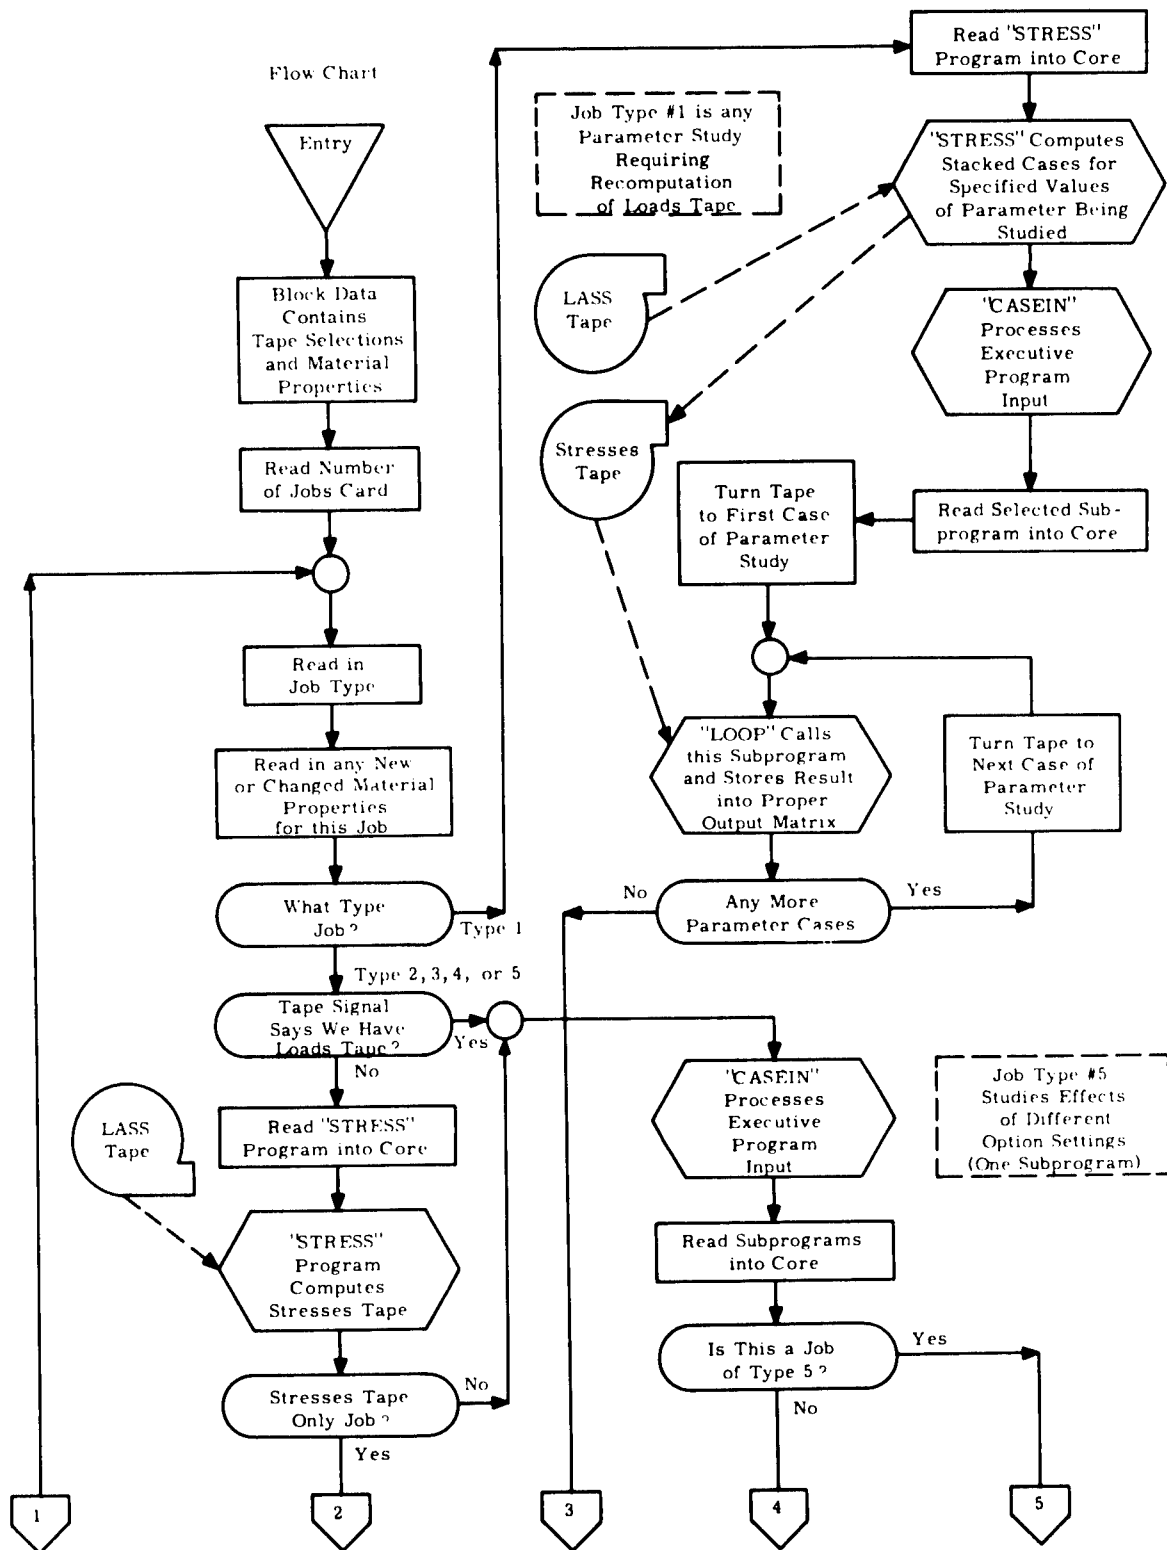 Flow Chart
Entry
Block Data
Contains
Tape Selections
and Material
Properties
Read Number
of Jobs Card
Read in
Job Type
Read in any New
or Changed Material
Properties
for this Job
What Type
Job?
Type 1
Type 2, 3, 4, or 5
Tape Signal
Says We Have
Loads Tape?
Yes
No
LASS
Tape
Read "STRESS"
Program into Core
"STRESS"
Program
Computes
Stresses Tape
Stresses Tape
Only Job?
No
Yes
1
2
Job Type #1 is any
Parameter Study
Requiring
Recomputation
of Loads Tape
Read "STRESS"
Program into Core
"STRESS" Computes
Stacked Cases for
Specified Values
of Parameter Being
Studied
LASS
Tape
Stresses
Tape
"CASEIN"
Processes
Executive
Program
Input
Read Selected Sub-
program into Core
Turn Tape
to First Case
of Parameter
Study
"LOOP" Calls
this Subprogram
and Stores Result
into Proper
Output Matrix
Turn Tape to
Next Case of
Parameter
Study
Any More
Parameter Cases
No
Yes
"CASEIN"
Processes
Executive
Program
Input
Job Type #5
Studies Effects
of Different
Option Settings
(One Subprogram)
Read Subprograms
into Core
Is This a Job
of Type 5?
Yes
No
3
4
5